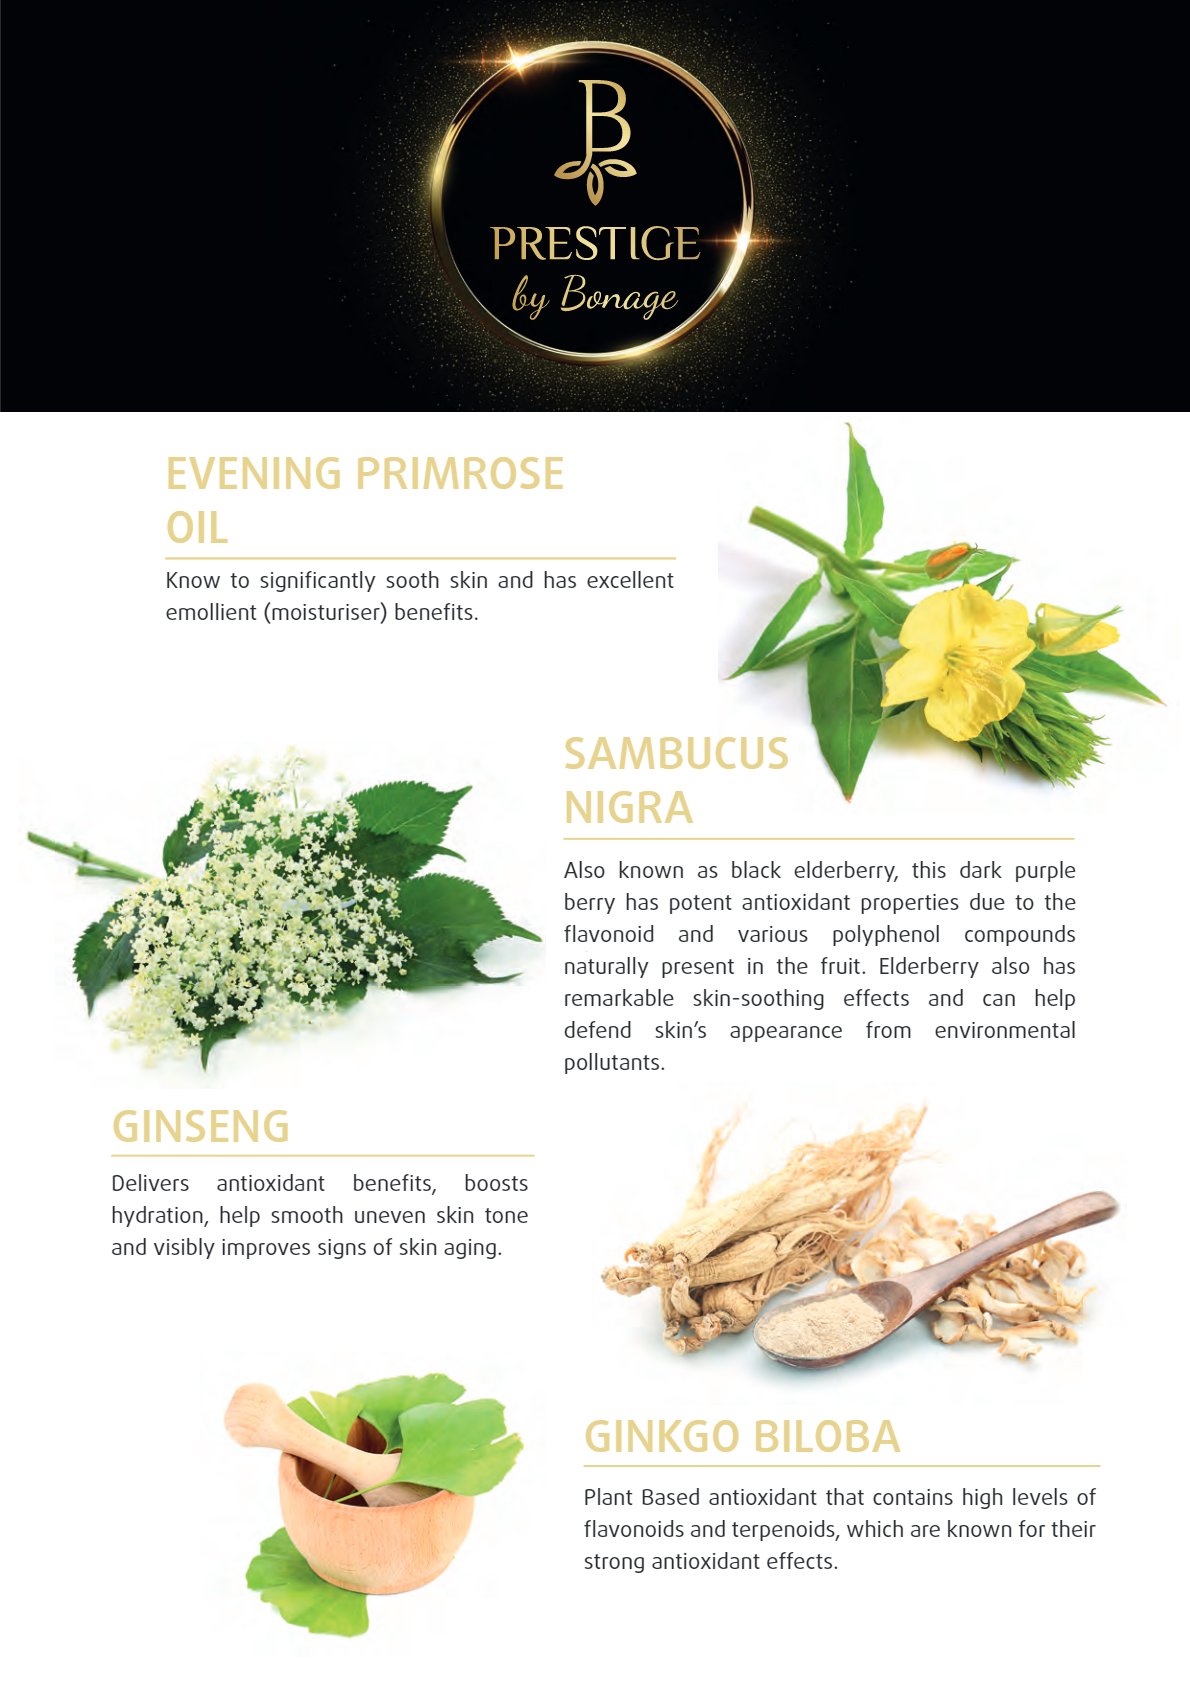 B
PRESTIGE
by Bonage
EVENING PRIMROSE
OIL
Know to significantly sooth skin and has excellent
emollient (moisturiser) benefits.
SAMBUCUS
NIGRA
Also known as black elderberry, this dark purple
berry has potent antioxidant properties due to the
flavonoid and various polyphenol compounds
naturally present in the fruit. Elderberry also has
remarkable skin-soothing effects and can help
defend skin’s appearance from environmental
pollutants.
GINSENG
Delivers antioxidant benefits, boosts
hydration, help smooth uneven skin tone
and visibly improves signs of skin aging.
GINKGO BILOBA
Plant Based antioxidant that contains high levels of
flavonoids and terpenoids, which are known for their
strong antioxidant effects.